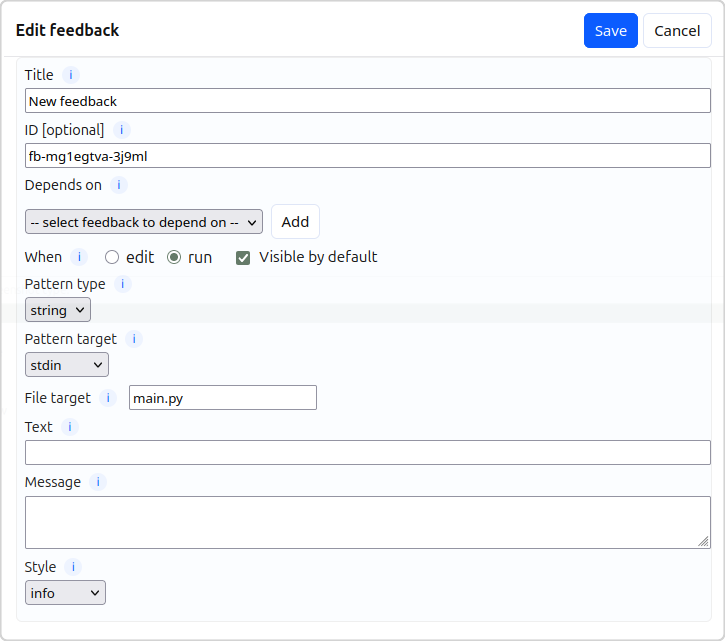 Edit feedback
Save
Cancel
Title i
New feedback
ID [optional] i
fb-mg1egtva-3j9ml
Depends on i
-- select feedback to depend on --
Add
When i edit run Visible by default
Pattern type i
string
Pattern target i
stdin
File target i main.py
Text i
Message i
Style i
info